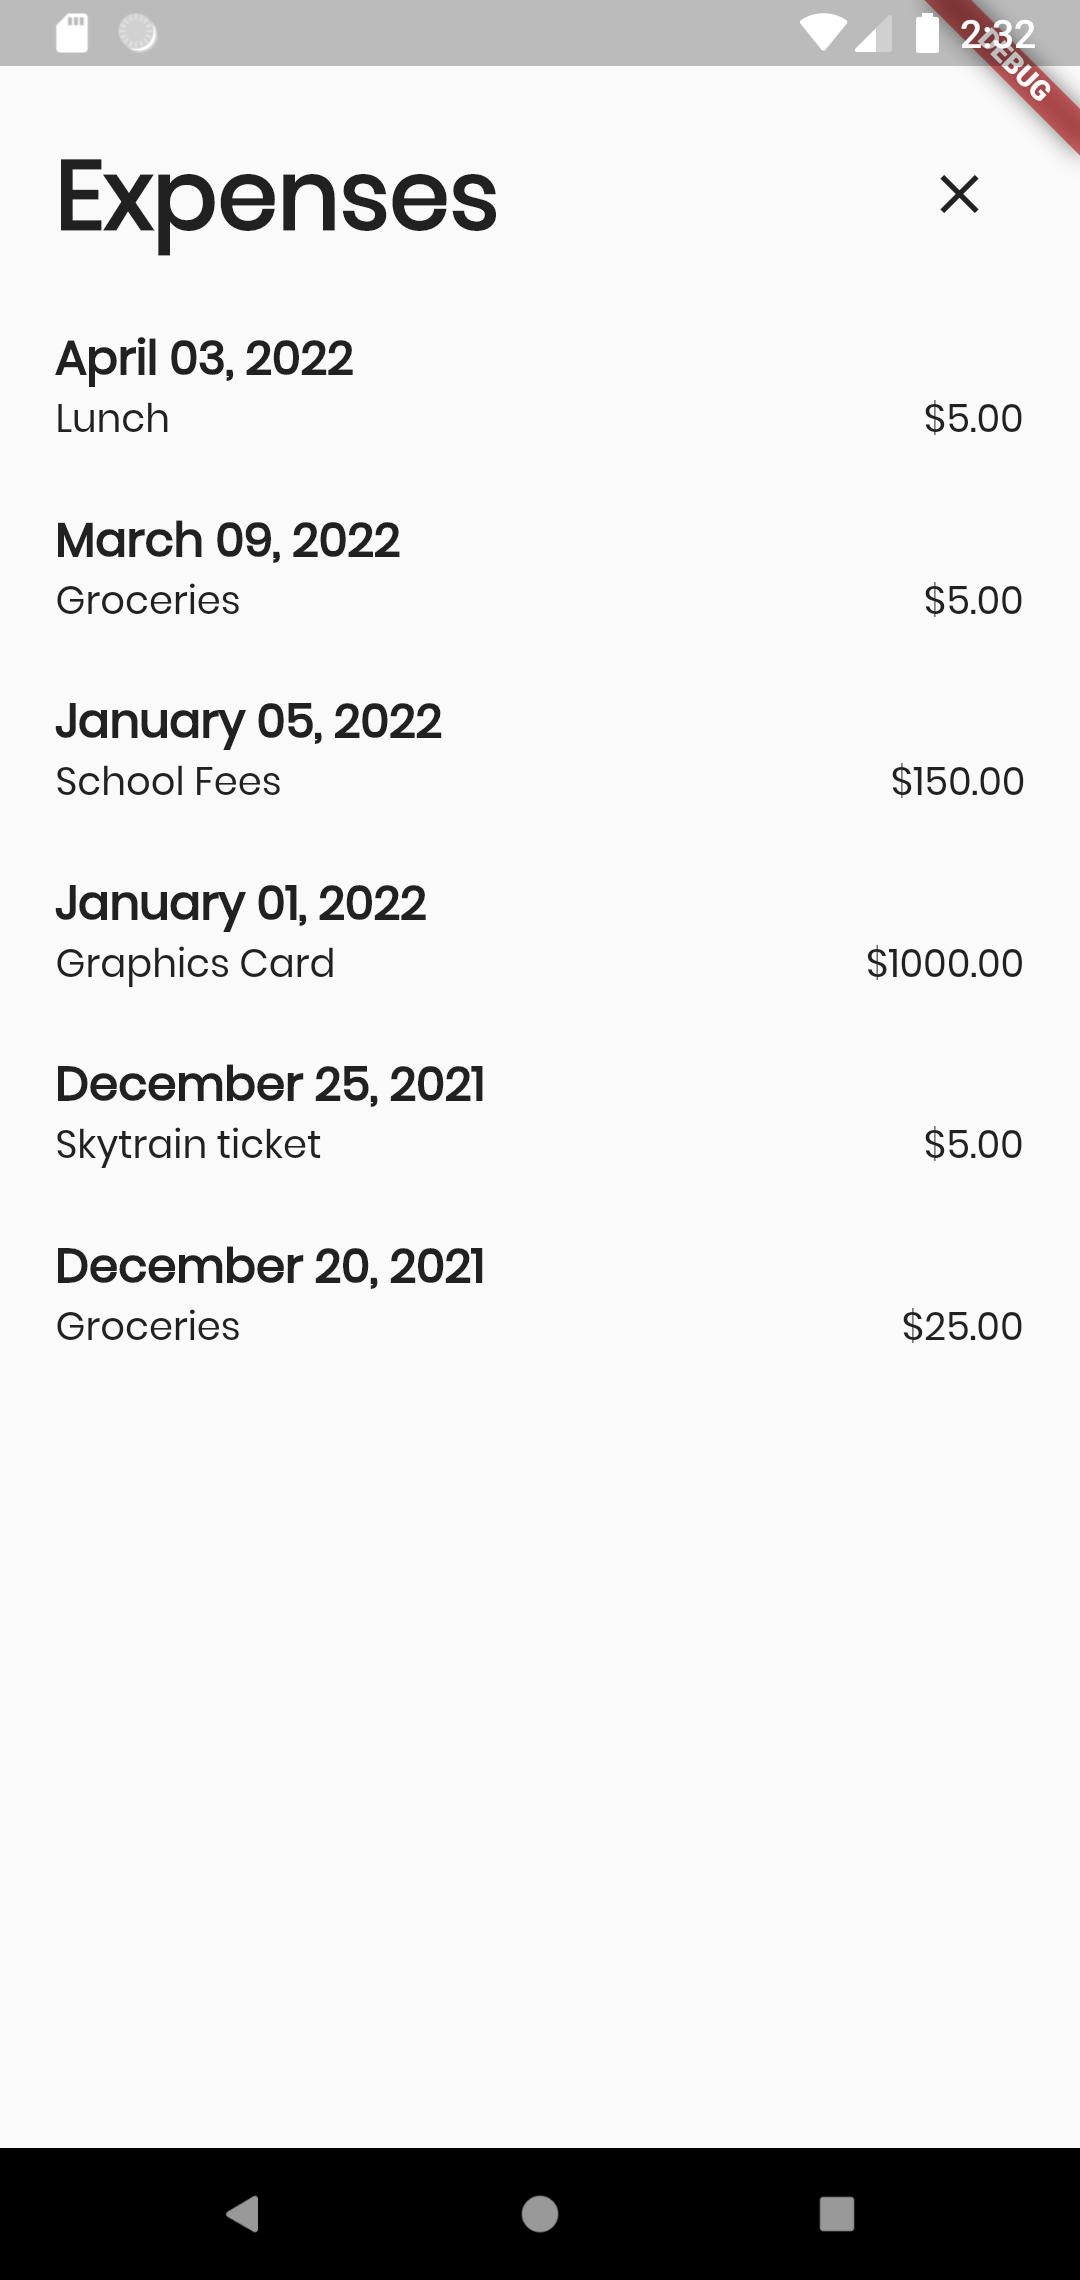 2:32
DEBUG
Expenses
April 03, 2022
Lunch $5.00
March 09, 2022
Groceries $5.00
January 05, 2022
School Fees $150.00
January 01, 2022
Graphics Card $1000.00
December 25, 2021
Skytrain ticket $5.00
December 20, 2021
Groceries $25.00